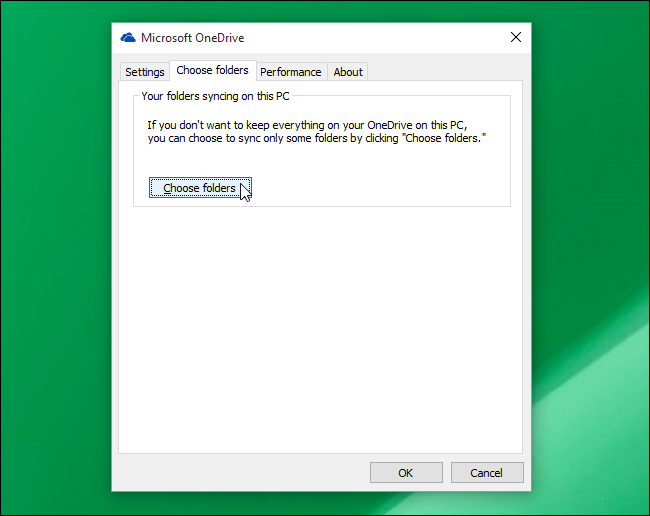 Microsoft OneDrive
Settings Choose folders Performance About
Your folders syncing on this PC
If you don't want to keep everything on your OneDrive on this PC,
you can choose to sync only some folders by clicking "Choose folders."
Choose folders
OK Cancel